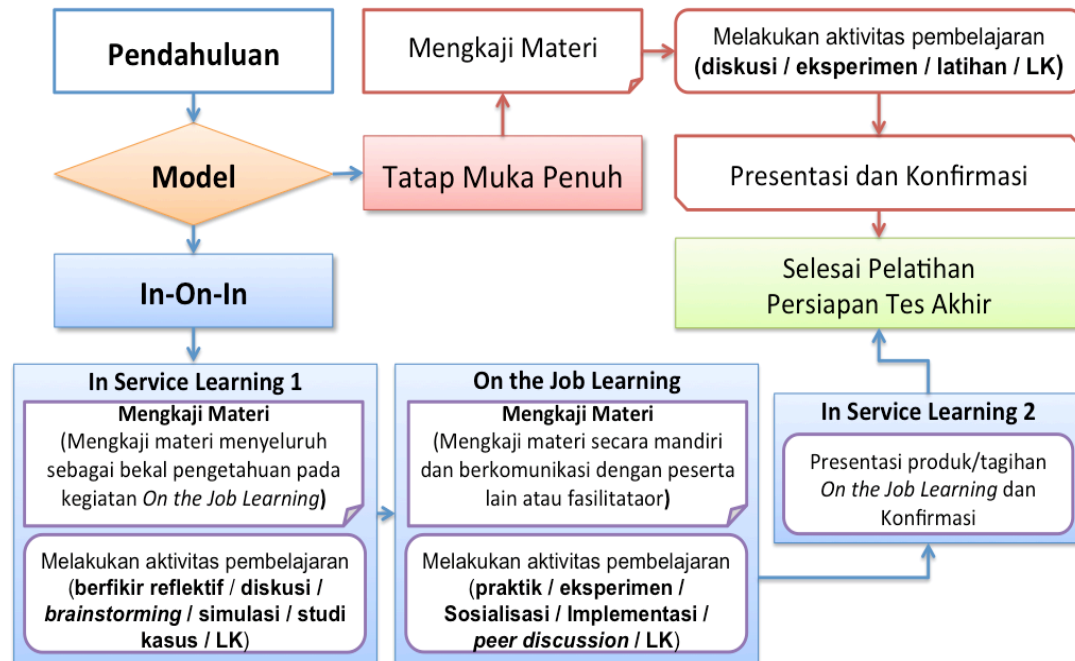 Pendahuluan
Model
Tatap Muka Penuh
Mengkaji Materi
Melakukan aktivitas pembelajaran
(diskusi / eksperimen / latihan / LK)
Presentasi dan Konfirmasi
Selesai Pelatihan
Persiapan Tes Akhir
In-On-In
In Service Learning 1
Mengkaji Materi
(Mengkaji materi menyeluruh
sebagai bekal pengetahuan pada
kegiatan On the Job Learning)
Melakukan aktivitas pembelajaran
(berfikir reflektif / diskusi /
brainstorming / simulasi / studi
kasus / LK)
On the Job Learning
Mengkaji Materi
(Mengkaji materi secara mandiri
dan berkomunikasi dengan peserta
lain atau fasilitataor)
Melakukan aktivitas pembelajaran
(praktik / eksperimen /
Sosialisasi / Implementasi /
peer discussion / LK)
In Service Learning 2
Presentasi produk/tagihan
On the Job Learning dan
Konfirmasi